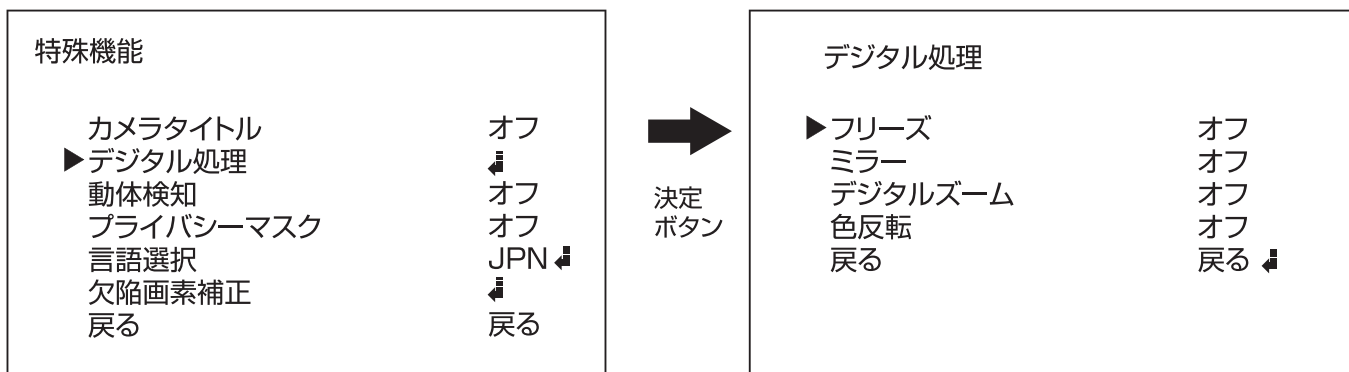 特殊機能
カメラタイトル オフ
▶デジタル処理 ↲
動体検知 オフ
プライバシーマスク オフ
言語選択 JPN↲
欠陥画素補正 ↲
戻る 戻る
決定
ボタン
デジタル処理
▶フリーズ オフ
ミラー オフ
デジタルズーム オフ
色反転 オフ
戻る 戻る ↲